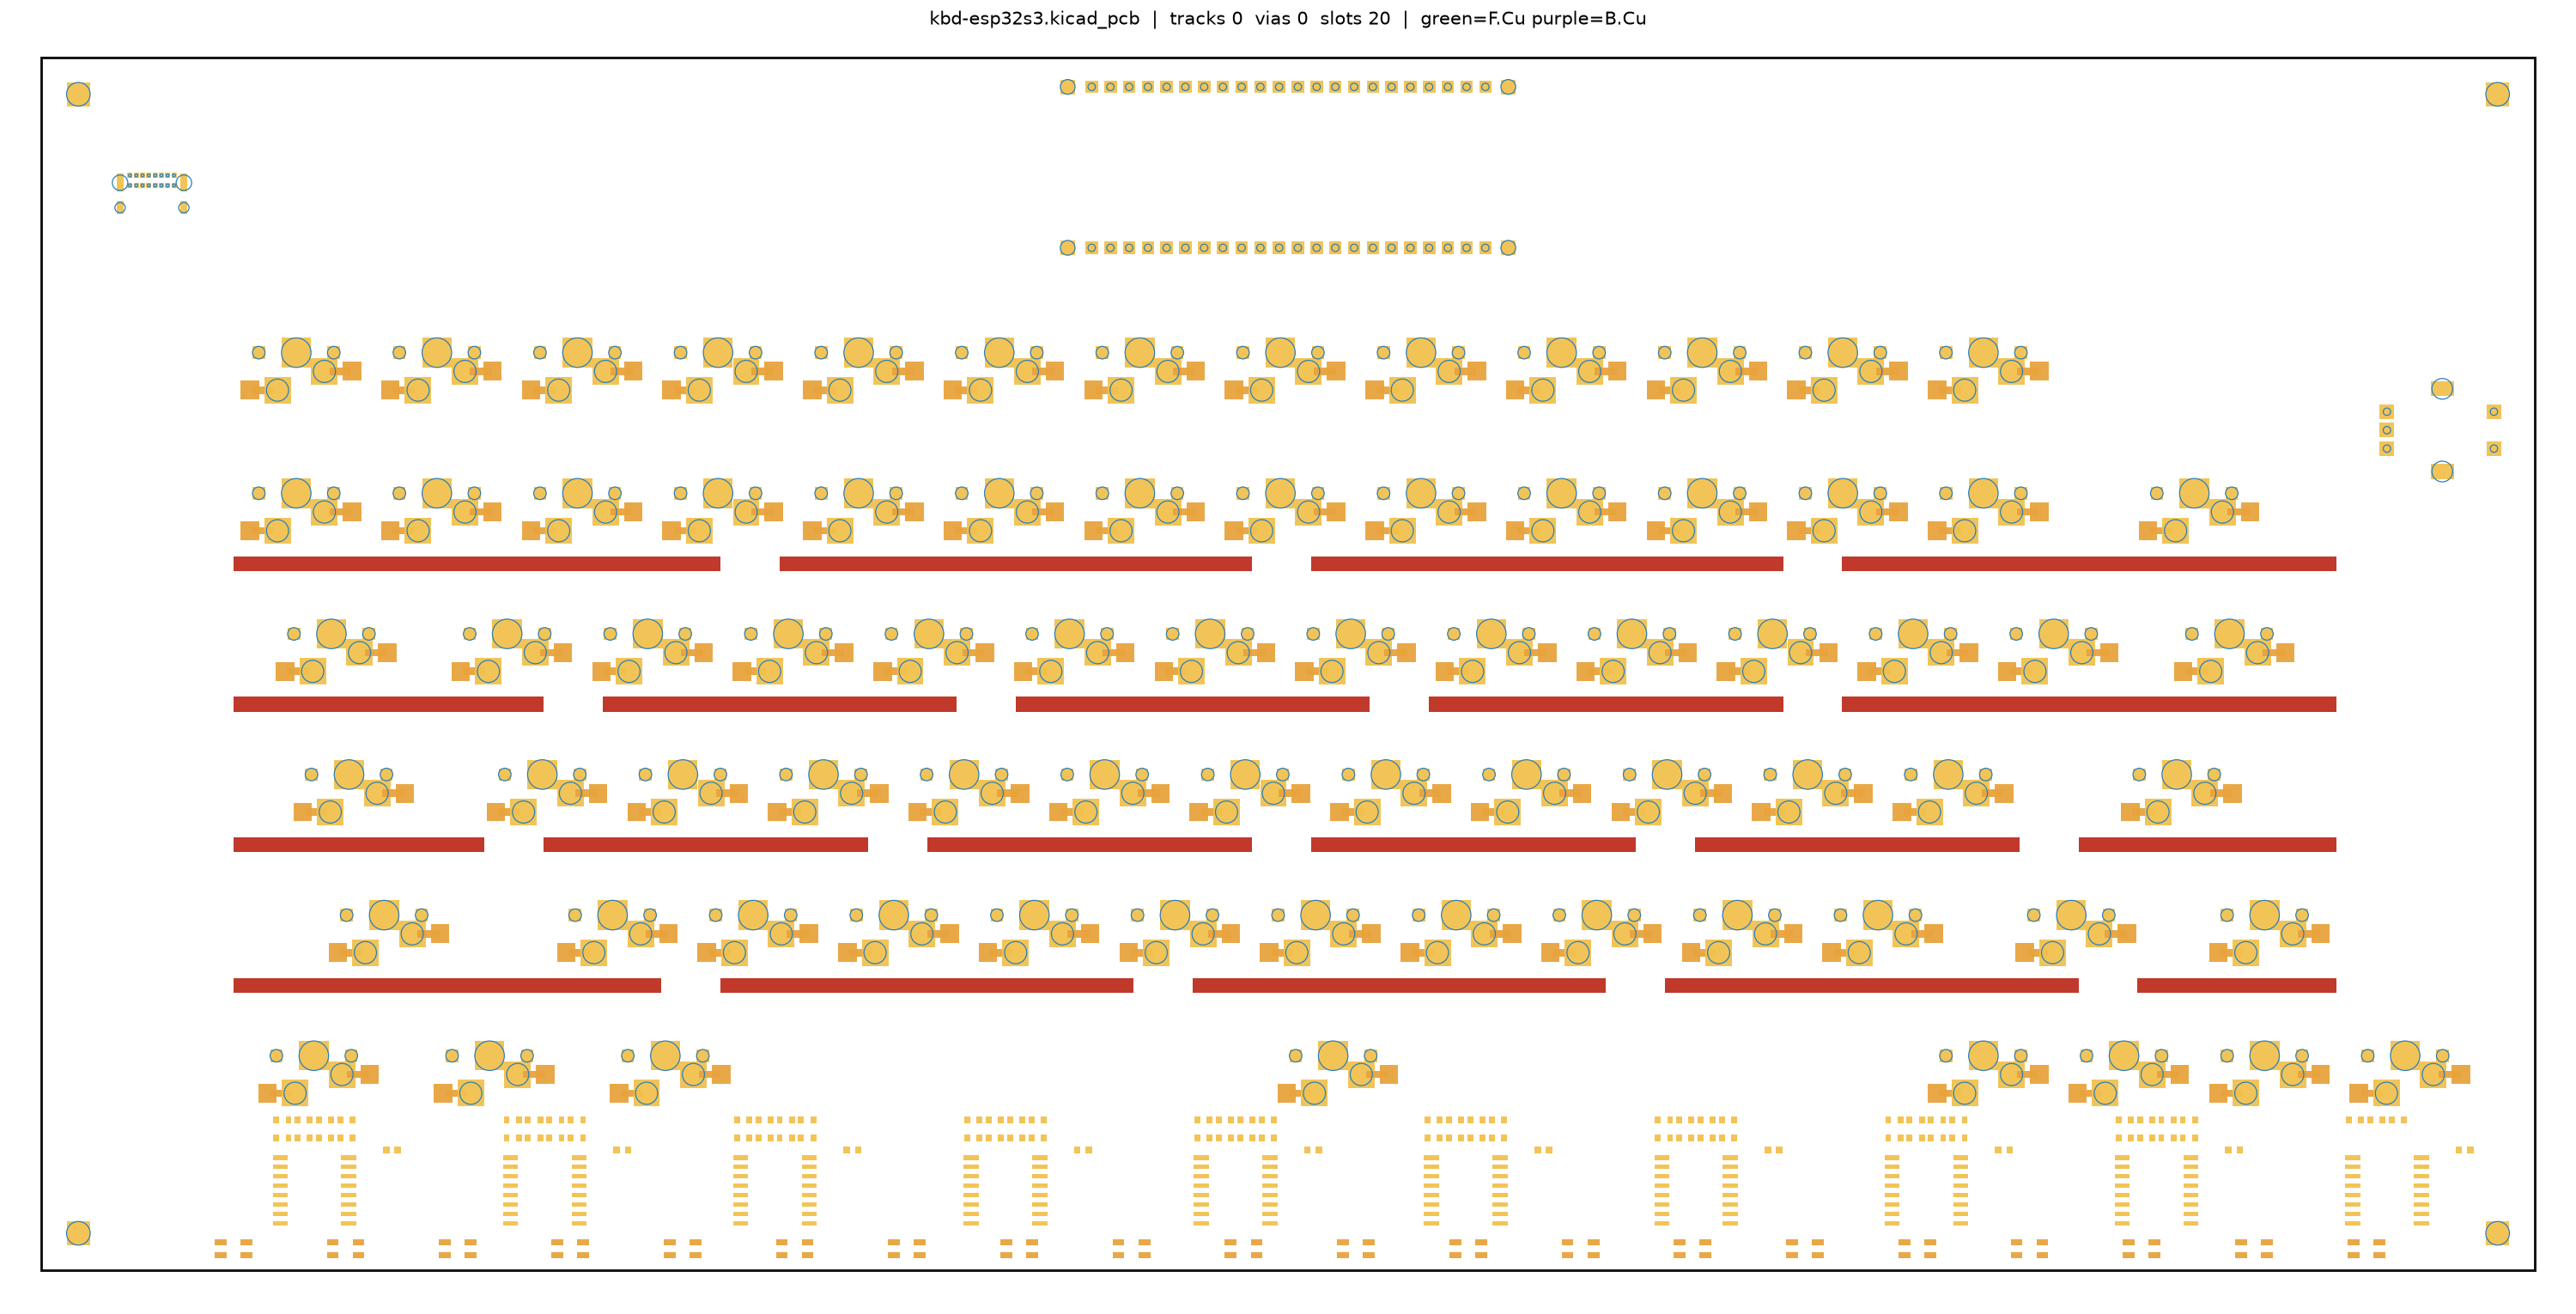 kbd-esp32s3.kicad_pcb | tracks 0 vias 0 slots 20 | green=F.Cu purple=B.Cu